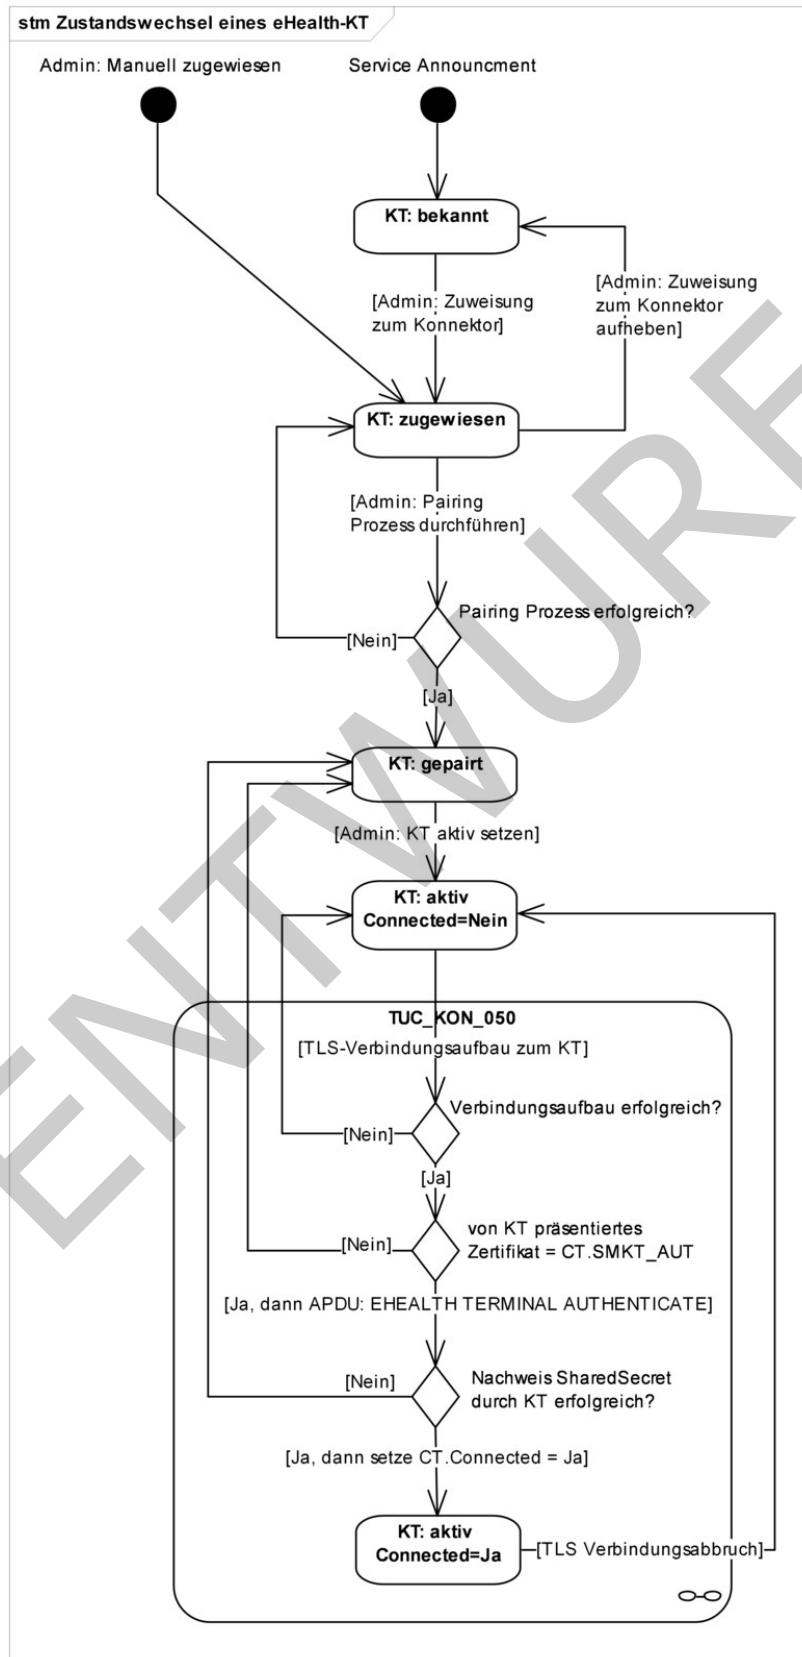 stm Zustandswechsel eines eHealth-KT
Admin: Manuell zugewiesen
Service Announcment
KT: bekannt
[Admin: Zuweisung
zum Konnektor]
[Admin: Zuweisung
zum Konnektor
aufheben]
KT: zugewiesen
[Admin: Pairing
Prozess durchführen]
Pairing Prozess erfolgreich?
[Nein]
[Ja]
KT: gepairt
[Admin: KT aktiv setzen]
KT: aktiv
Connected=Nein
TUC_KON_050
[TLS-Verbindungsaufbau zum KT]
Verbindungsaufbau erfolgreich?
[Nein]
[Ja]
von KT präsentiertes
Zertifikat = CT.SMKT_AUT
[Nein]
[Ja, dann APDU: EHEALTH TERMINAL AUTHENTICATE]
Nachweis SharedSecret
durch KT erfolgreich?
[Nein]
[Ja, dann setze CT.Connected = Ja]
KT: aktiv
Connected=Ja
[TLS Verbindungsabbruch]
ENTWURF